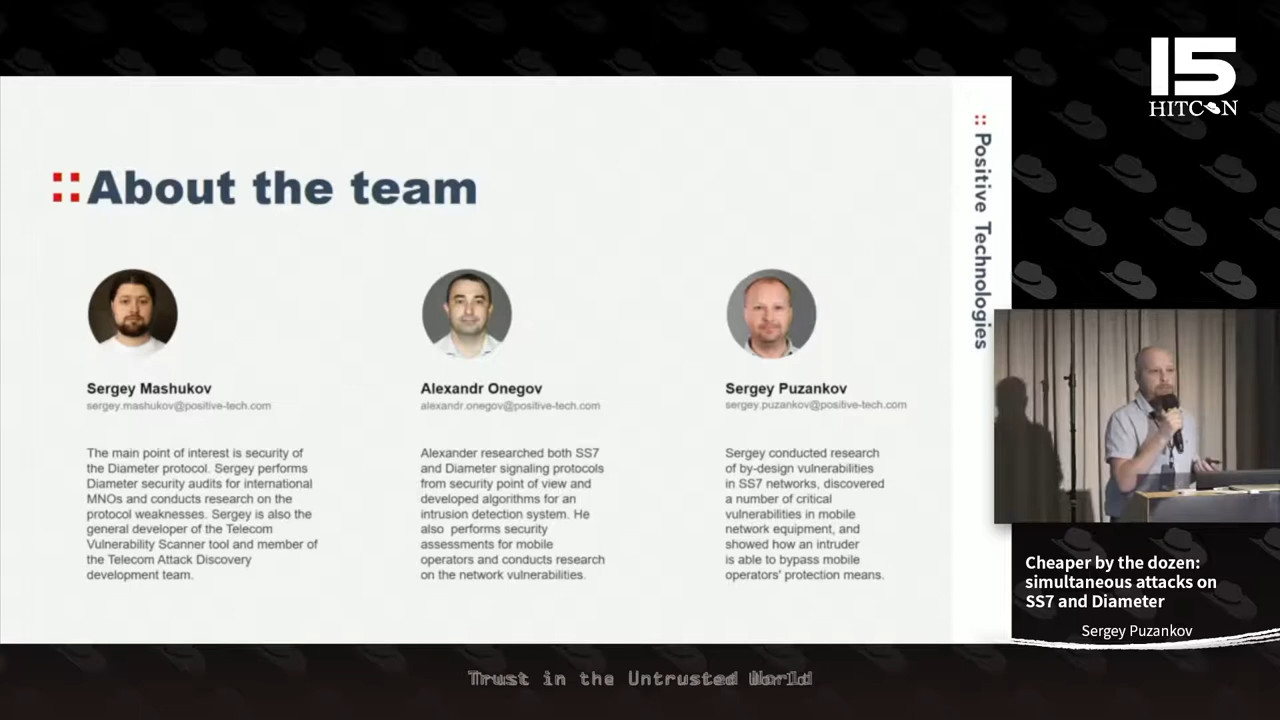 15
HITCON
:: Positive Technologies
::About the team
Sergey Mashukov
sergey.mashukov@positive-tech.com
The main point of interest is security of
the Diameter protocol. Sergey performs
Diameter security audits for international
MNOs and conducts research on the
protocol weaknesses. Sergey is also the
general developer of the Telecom
Vulnerability Scanner tool and member of
the Telecom Attack Discovery
development team.
Alexandr Onegov
alexandr.onegov@positive-tech.com
Alexander researched both SS7
and Diameter signaling protocols
from security point of view and
developed algorithms for an
intrusion detection system. He
also performs security
assessments for mobile
operators and conducts research
on the network vulnerabilities.
Sergey Puzankov
sergey.puzankov@positive-tech.com
Sergey conducted research
of by-design vulnerabilities
in SS7 networks, discovered
a number of critical
vulnerabilities in mobile
network equipment, and
showed how an intruder
is able to bypass mobile
operators' protection means.
Cheaper by the dozen:
simultaneous attacks on
SS7 and Diameter
Sergey Puzankov
Trust in the Untrusted World